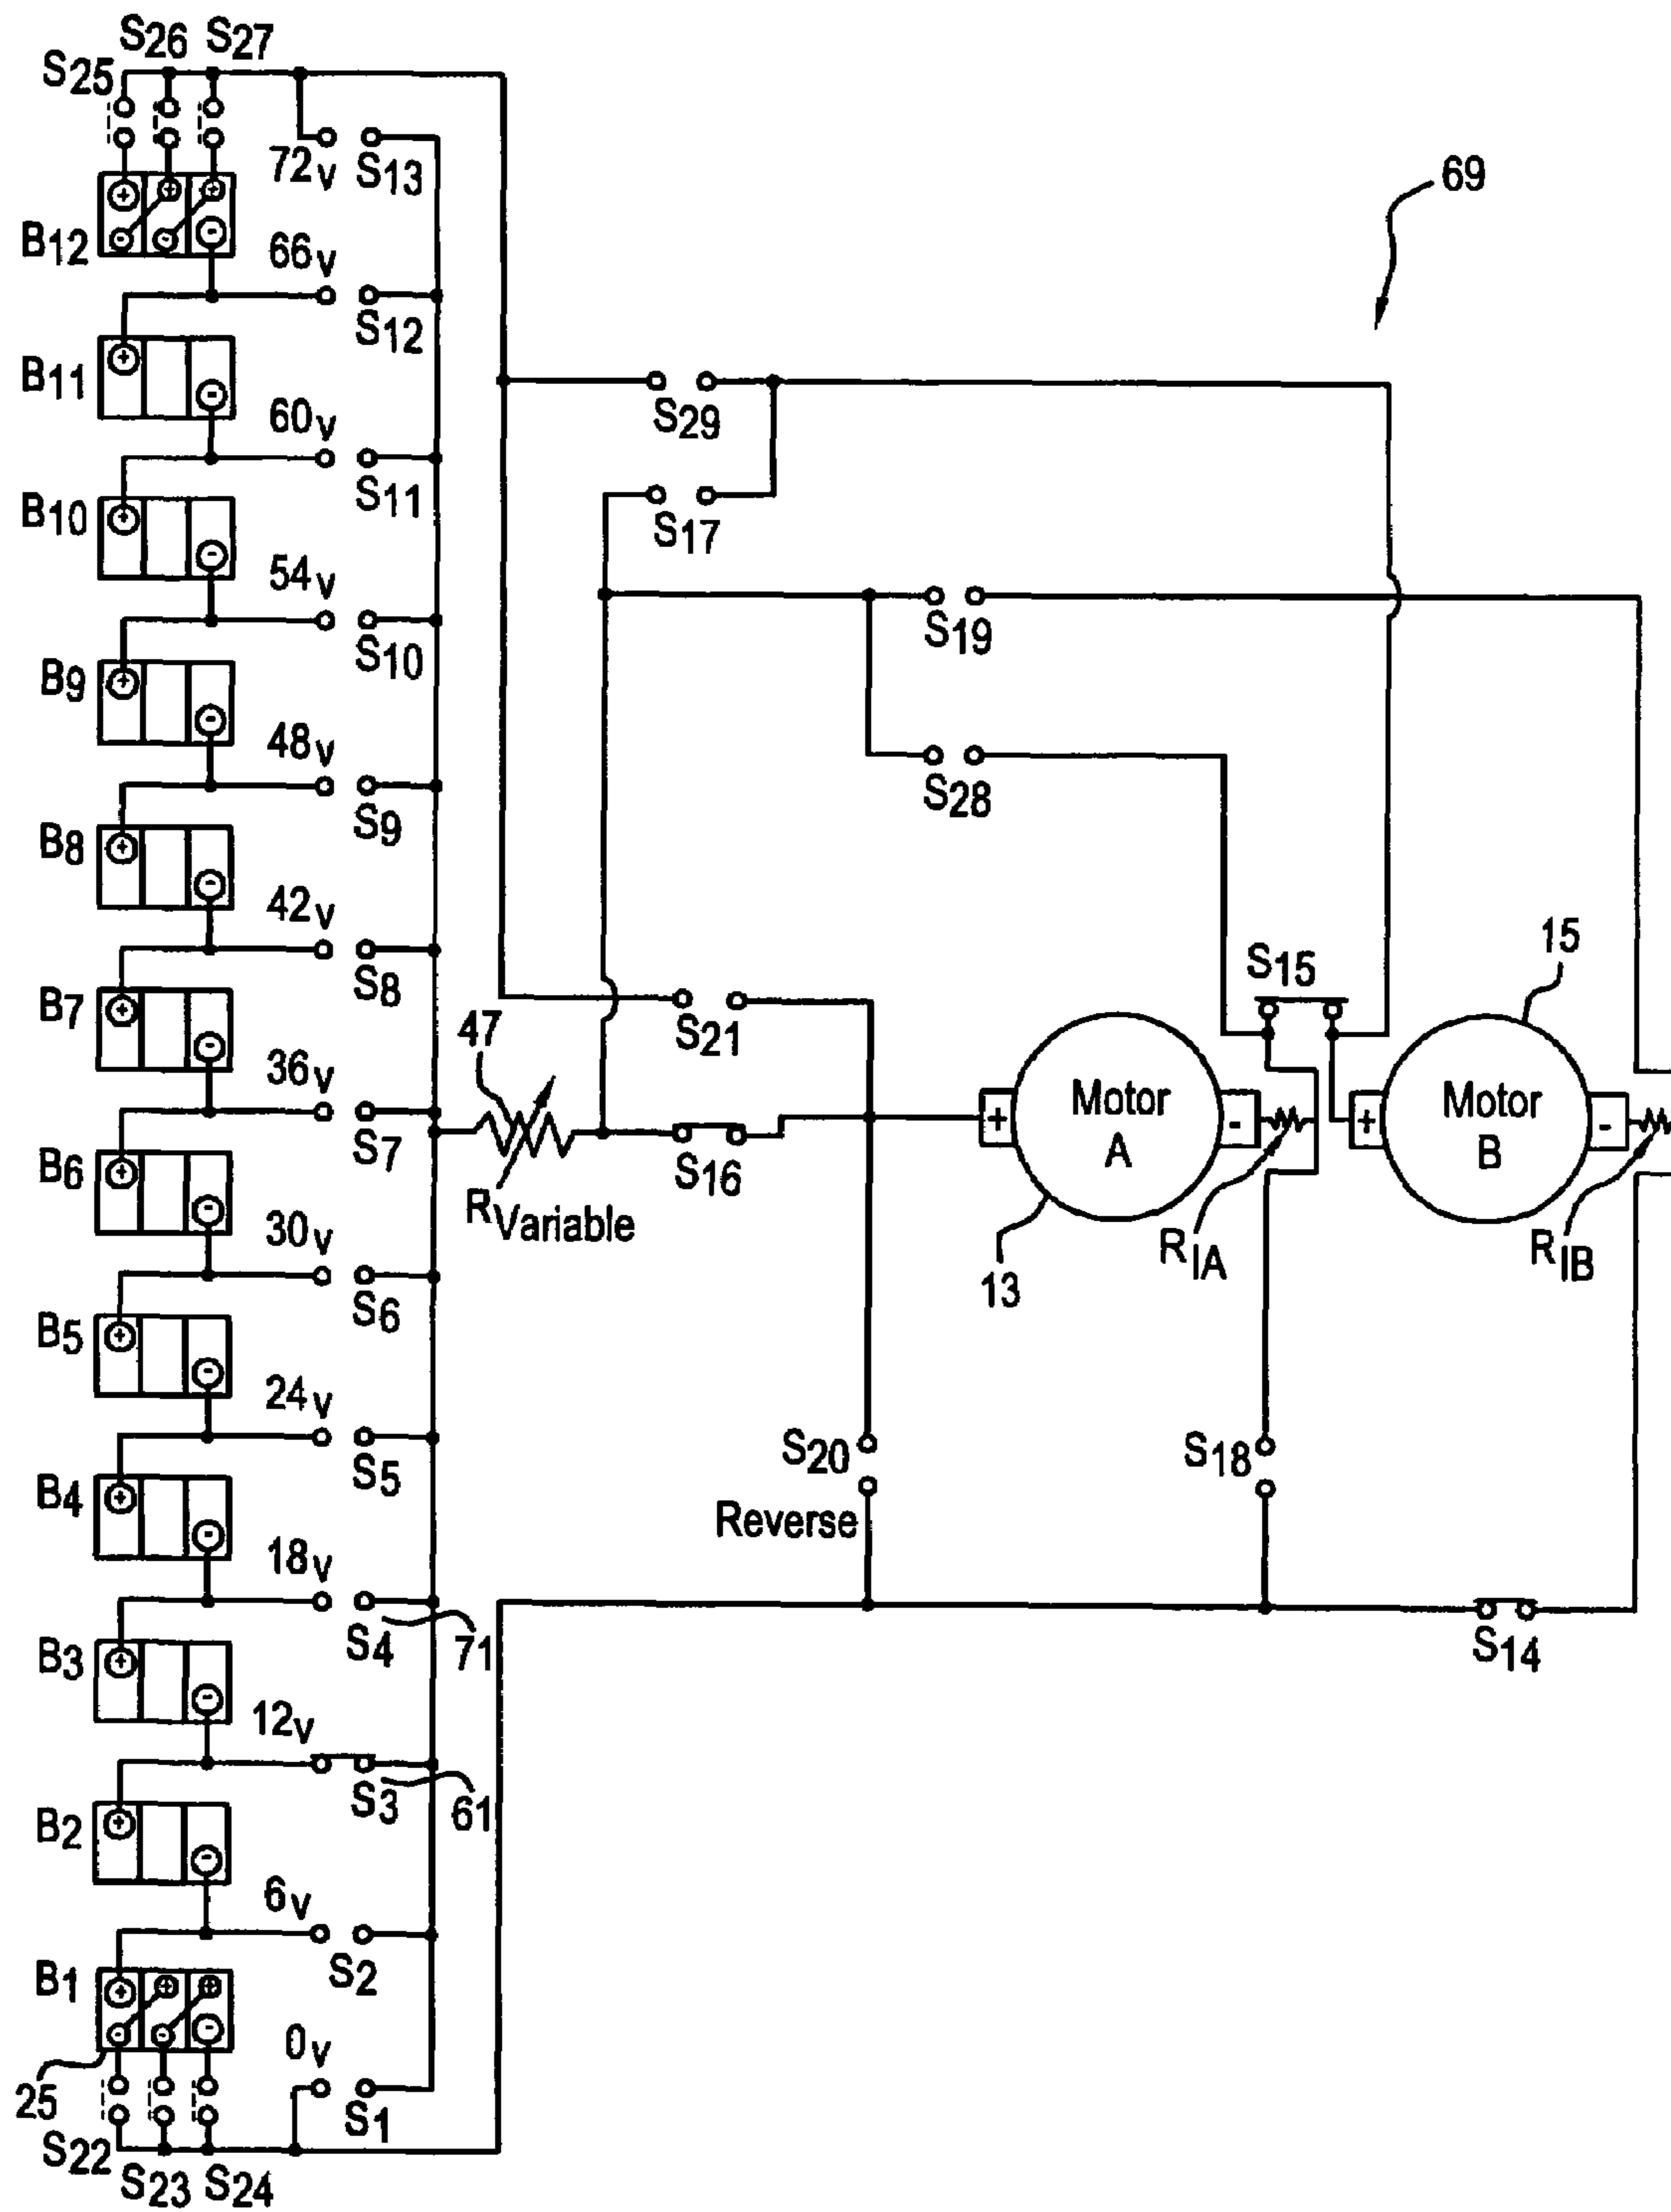 S26 S27
S25
72v S13
69
B12
66v
S12
B11
S29
60v
S11
B10
S17
54v
S10
S19
B9
48v
S9
S28
B8
42v
S8
S15
15
B7
47
S21
36v
S7
Motor A
Motor B
+ - + -
B6
RVariable
S16
RIA
RIB
30v
S6
13
B5
24v
S5
S20
S18
B4
Reverse
18v
S4
71
S14
B3
12v
S3
61
B2
6v
S2
B1
0v
25
S1
S22
S23 S24